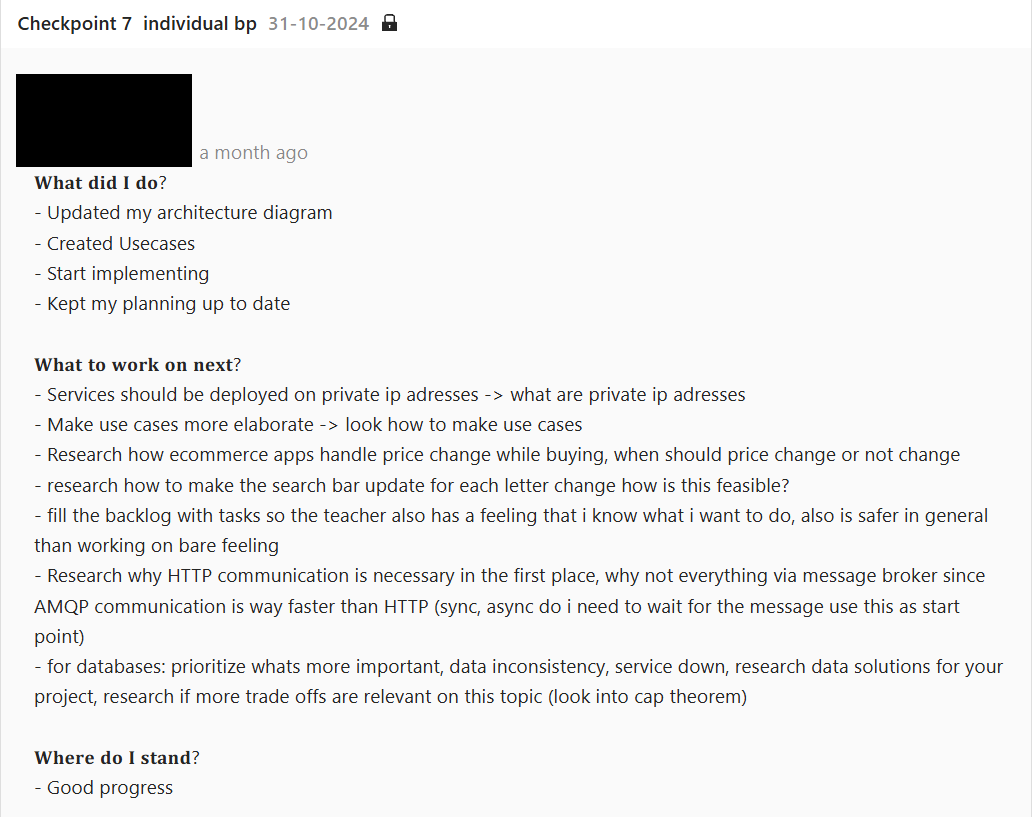 Checkpoint 7 individual bp 31-10-2024
a month ago
What did I do?
- Updated my architecture diagram
- Created Usecases
- Start implementing
- Kept my planning up to date
What to work on next?
- Services should be deployed on private ip adresses -> what are private ip adresses
- Make use cases more elaborate -> look how to make use cases
- Research how ecommerce apps handle price change while buying, when should price change or not change
- research how to make the search bar update for each letter change how is this feasible?
- fill the backlog with tasks so the teacher also has a feeling that i know what i want to do, also is safer in general
than working on bare feeling
- Research why HTTP communication is necessary in the first place, why not everything via message broker since
AMQP communication is way faster than HTTP (sync, async do i need to wait for the message use this as start
point)
- for databases: prioritize whats more important, data inconsistency, service down, research data solutions for your
project, research if more trade offs are relevant on this topic (look into cap theorem)
Where do I stand?
- Good progress